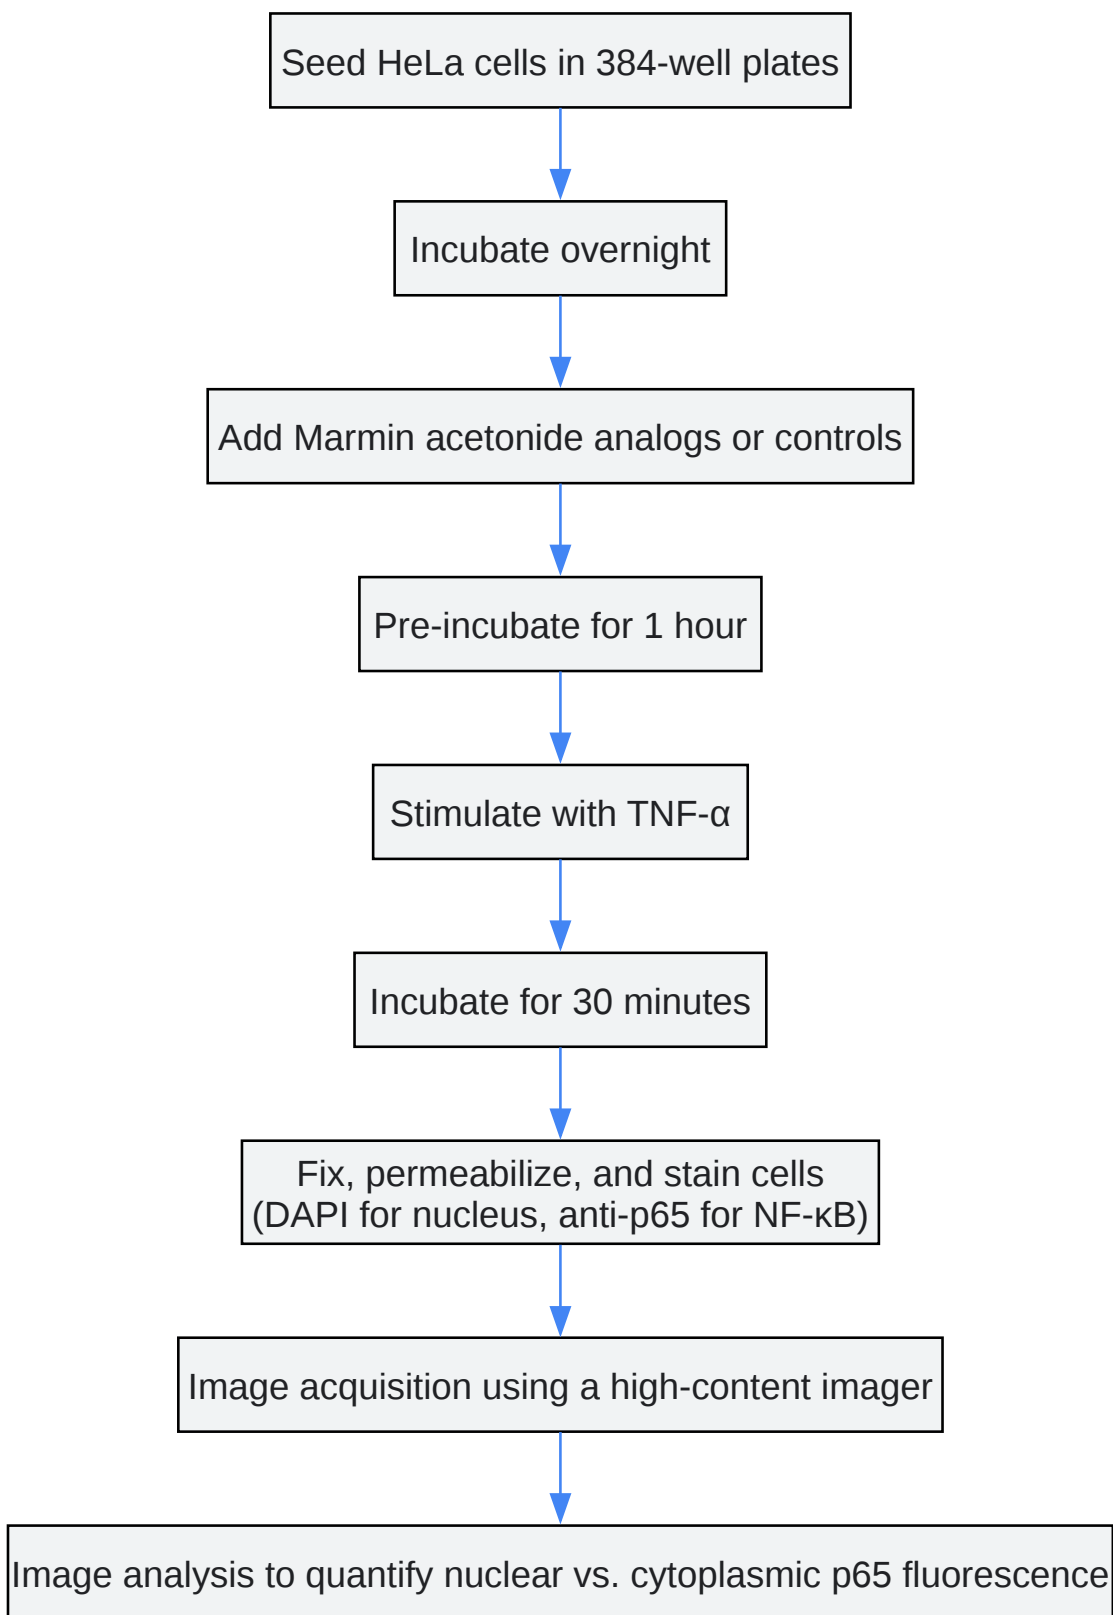 Seed HeLa cells in 384-well plates
Incubate overnight
Add Marmin acetonide analogs or controls
Pre-incubate for 1 hour
Stimulate with TNF-α
Incubate for 30 minutes
Fix, permeabilize, and stain cells
(DAPI for nucleus, anti-p65 for NF-κB)
Image acquisition using a high-content imager
Image analysis to quantify nuclear vs. cytoplasmic p65 fluorescence